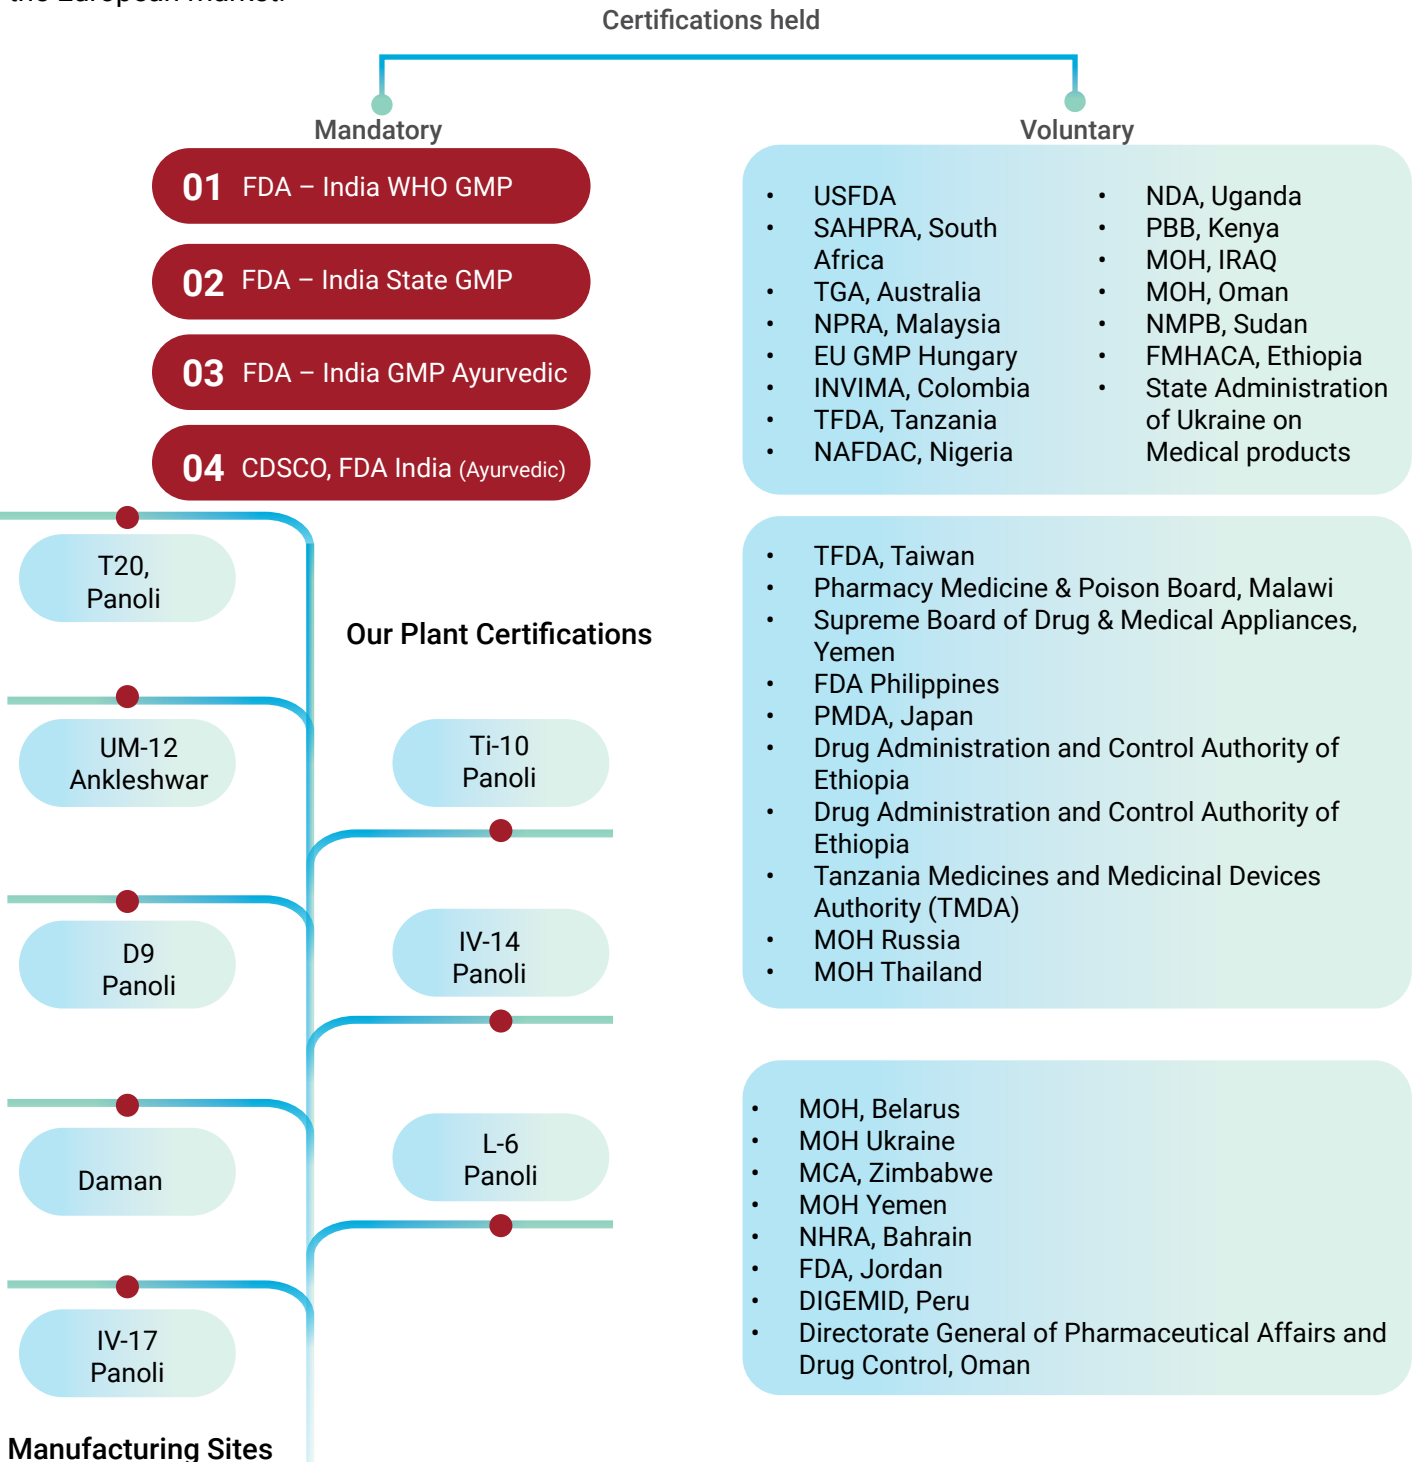 Certifications held
Mandatory
01 FDA – India WHO GMP
02 FDA – India State GMP
03 FDA – India GMP Ayurvedic
04 CDSCO, FDA India (Ayurvedic)
Voluntary
• USFDA
• SAHPRA, South
Africa
• TGA, Australia
• NPRA, Malaysia
• EU GMP Hungary
• INVIMA, Colombia
• TFDA, Tanzania
• NAFDAC, Nigeria
• NDA, Uganda
• PBB, Kenya
• MOH, IRAQ
• MOH, Oman
• NMPB, Sudan
• FMHACA, Ethiopia
• State Administration
of Ukraine on
Medical products
• TFDA, Taiwan
• Pharmacy Medicine & Poison Board, Malawi
• Supreme Board of Drug & Medical Appliances,
Yemen
• FDA Philippines
• PMDA, Japan
• Drug Administration and Control Authority of
Ethiopia
• Drug Administration and Control Authority of
Ethiopia
• Tanzania Medicines and Medicinal Devices
Authority (TMDA)
• MOH Russia
• MOH Thailand
• MOH, Belarus
• MOH Ukraine
• MCA, Zimbabwe
• MOH Yemen
• NHRA, Bahrain
• FDA, Jordan
• DIGEMID, Peru
• Directorate General of Pharmaceutical Affairs and
Drug Control, Oman
Our Plant Certifications
T20,
Panoli
UM-12
Ankleshwar
Ti-10
Panoli
D9
Panoli
IV-14
Panoli
Daman
L-6
Panoli
IV-17
Panoli
Manufacturing Sites